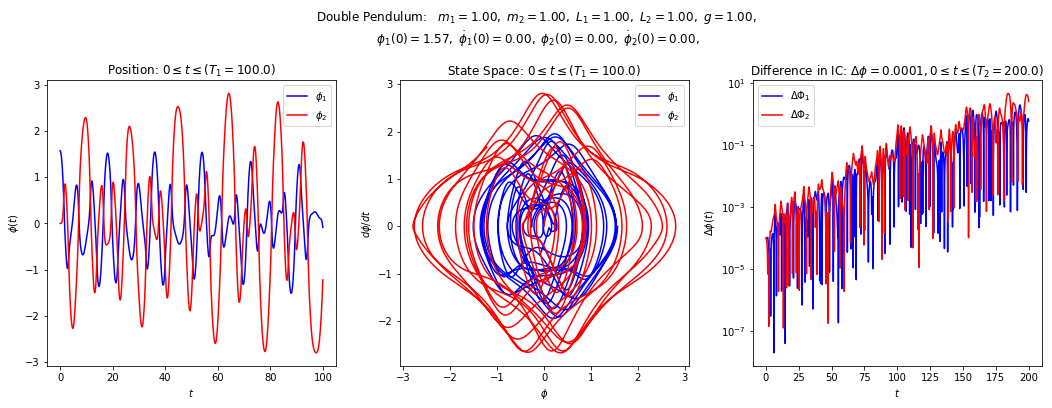 Double Pendulum: m₁ = 1.00, m₂ = 1.00, L₁ = 1.00, L₂ = 1.00, g = 1.00,
ϕ₁(0) = 1.57, ϕ̇₁(0) = 0.00, ϕ₂(0) = 0.00, ϕ̇₂(0) = 0.00,
Position: 0 ≤ t ≤ (T₁ = 100.0)
3
2
1
0
−1
−2
−3
ϕ(t)
0 20 40 60 80 100
t
ϕ₁
ϕ₂
State Space: 0 ≤ t ≤ (T₁ = 100.0)
3
2
1
0
−1
−2
dϕ/dt
−3 −2 −1 0 1 2 3
ϕ
ϕ₁
ϕ₂
Difference in IC: Δϕ = 0.0001, 0 ≤ t ≤ (T₂ = 200.0)
10¹
10⁻¹
10⁻³
10⁻⁵
10⁻⁷
Δϕ(t)
0 25 50 75 100 125 150 175 200
t
ΔΦ₁
ΔΦ₂